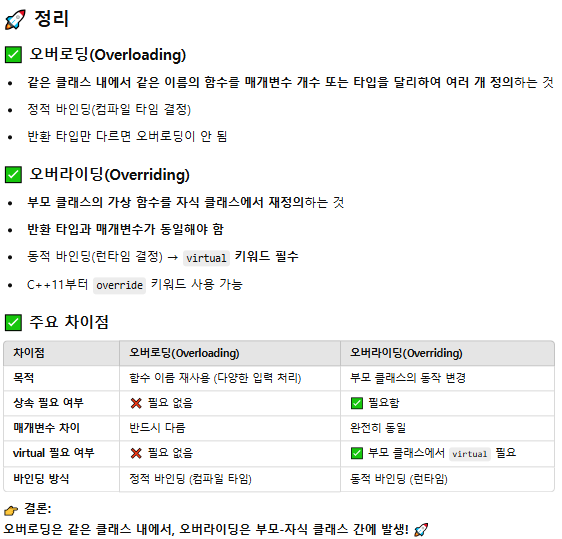 🚀 정리
✅ 오버로딩(Overloading)
• 같은 클래스 내에서 같은 이름의 함수를 매개변수 개수 또는 타입을 달리하여 여러 개 정의하는 것
• 정적 바인딩(컴파일 타임 결정)
• 반환 타입만 다르면 오버로딩이 안 됨
✅ 오버라이딩(Overriding)
• 부모 클래스의 가상 함수를 자식 클래스에서 재정의하는 것
• 반환 타입과 매개변수가 동일해야 함
• 동적 바인딩(런타임 결정) → virtual 키워드 필수
• C++11부터 override 키워드 사용 가능
✅ 주요 차이점
차이점 오버로딩(Overloading) 오버라이딩(Overriding)
목적 함수 이름 재사용 (다양한 입력 처리) 부모 클래스의 동작 변경
상속 필요 여부 ❌ 필요 없음 ✅ 필요함
매개변수 차이 반드시 다름 완전히 동일
virtual 필요 여부 ❌ 필요 없음 ✅ 부모 클래스에서 virtual 필요
바인딩 방식 정적 바인딩 (컴파일 타임) 동적 바인딩 (런타임)
👉 결론:
오버로딩은 같은 클래스 내에서, 오버라이딩은 부모-자식 클래스 간에 발생! 🚀